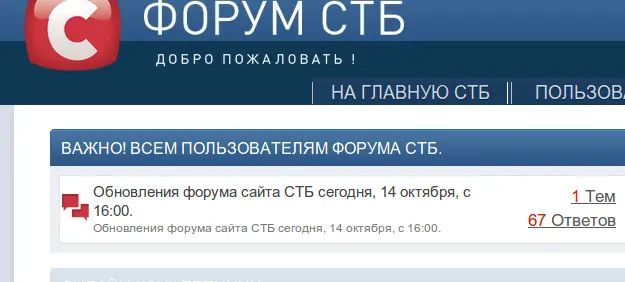 С
ФОРУМ СТБ
ДОБРО ПОЖАЛОВАТЬ !
НА ГЛАВНУЮ СТБ ПОЛЬЗОВА
ВАЖНО! ВСЕМ ПОЛЬЗОВАТЕЛЯМ ФОРУМА СТБ.
Обновления форума сайта СТБ сегодня, 14 октября, с
16:00.
Обновления форума сайта СТБ сегодня, 14 октября, с 16:00.
1 Тем
67 Ответов